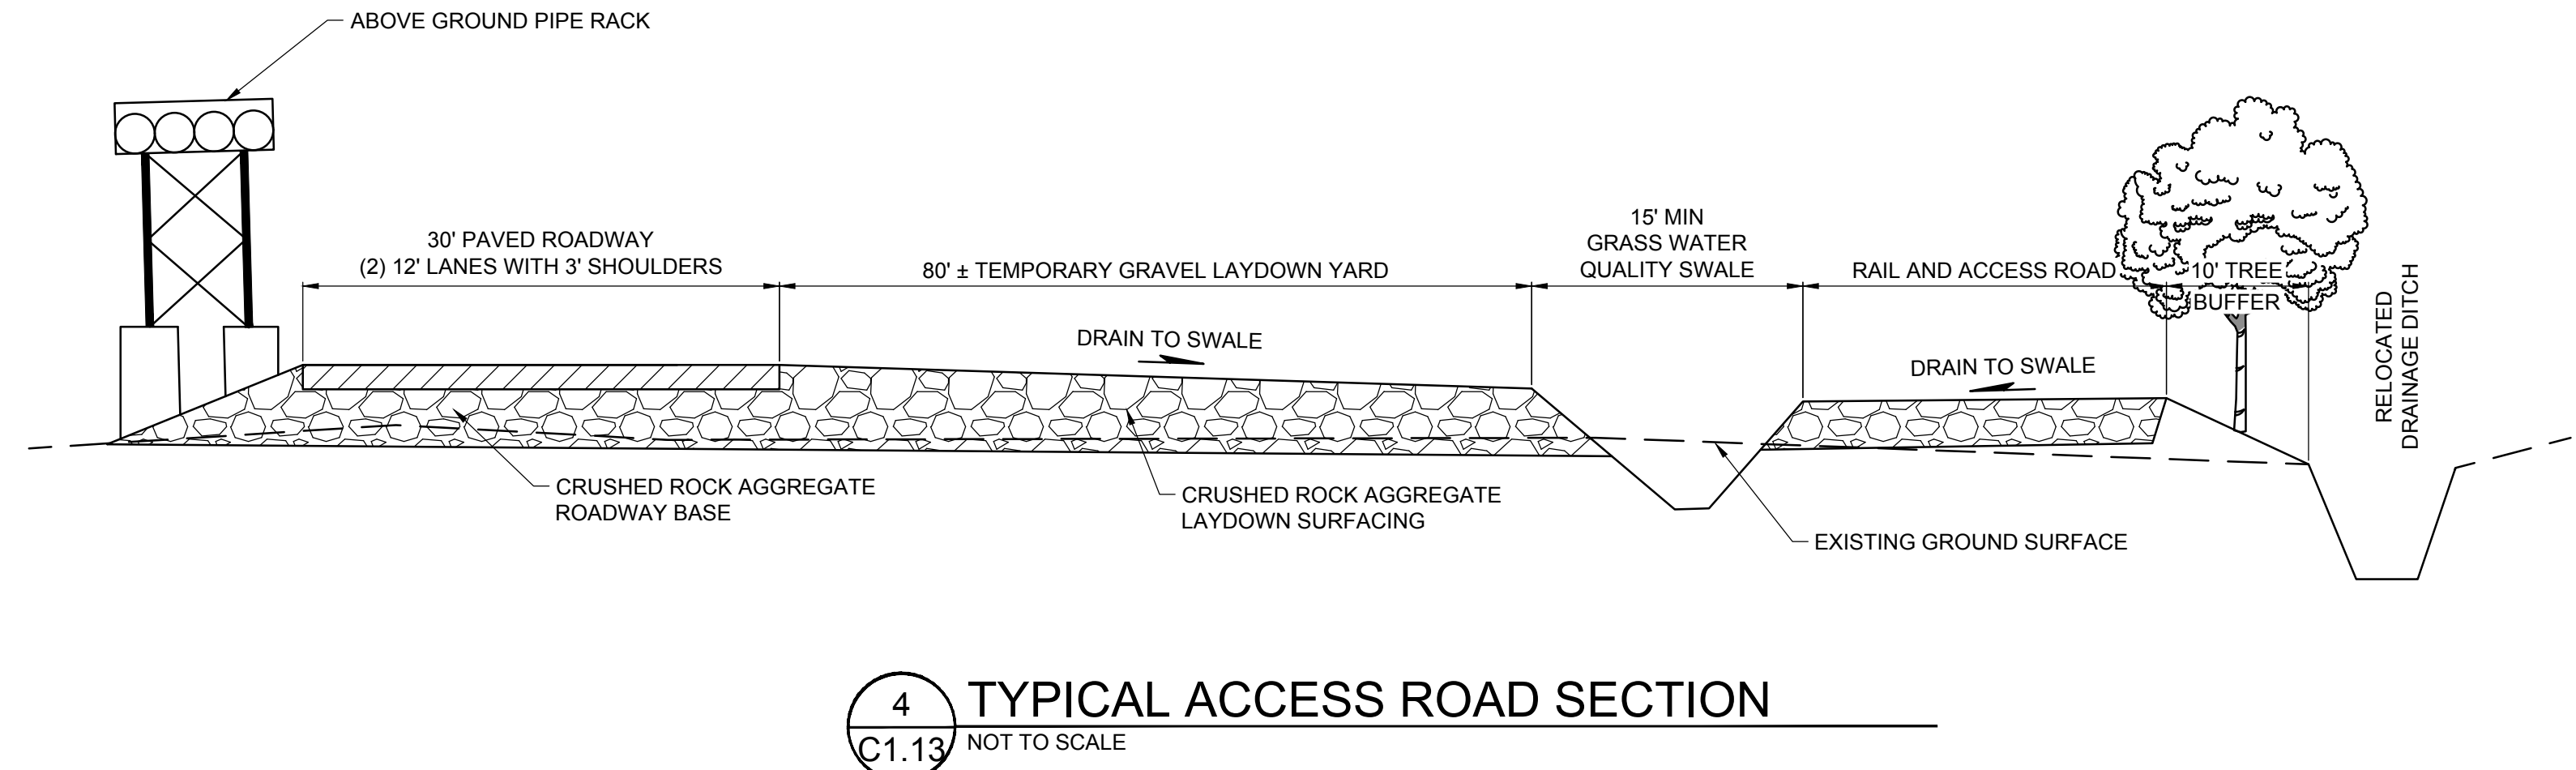 ABOVE GROUND PIPE RACK
30' PAVED ROADWAY
(2) 12' LANES WITH 3' SHOULDERS
80' ± TEMPORARY GRAVEL LAYDOWN YARD
15' MIN
GRASS WATER
QUALITY SWALE
RAIL AND ACCESS ROAD
10' TREE
BUFFER
RELOCATED
DRAINAGE DITCH
DRAIN TO SWALE
DRAIN TO SWALE
CRUSHED ROCK AGGREGATE
ROADWAY BASE
CRUSHED ROCK AGGREGATE
LAYDOWN SURFACING
EXISTING GROUND SURFACE
4
C1.13
TYPICAL ACCESS ROAD SECTION
NOT TO SCALE